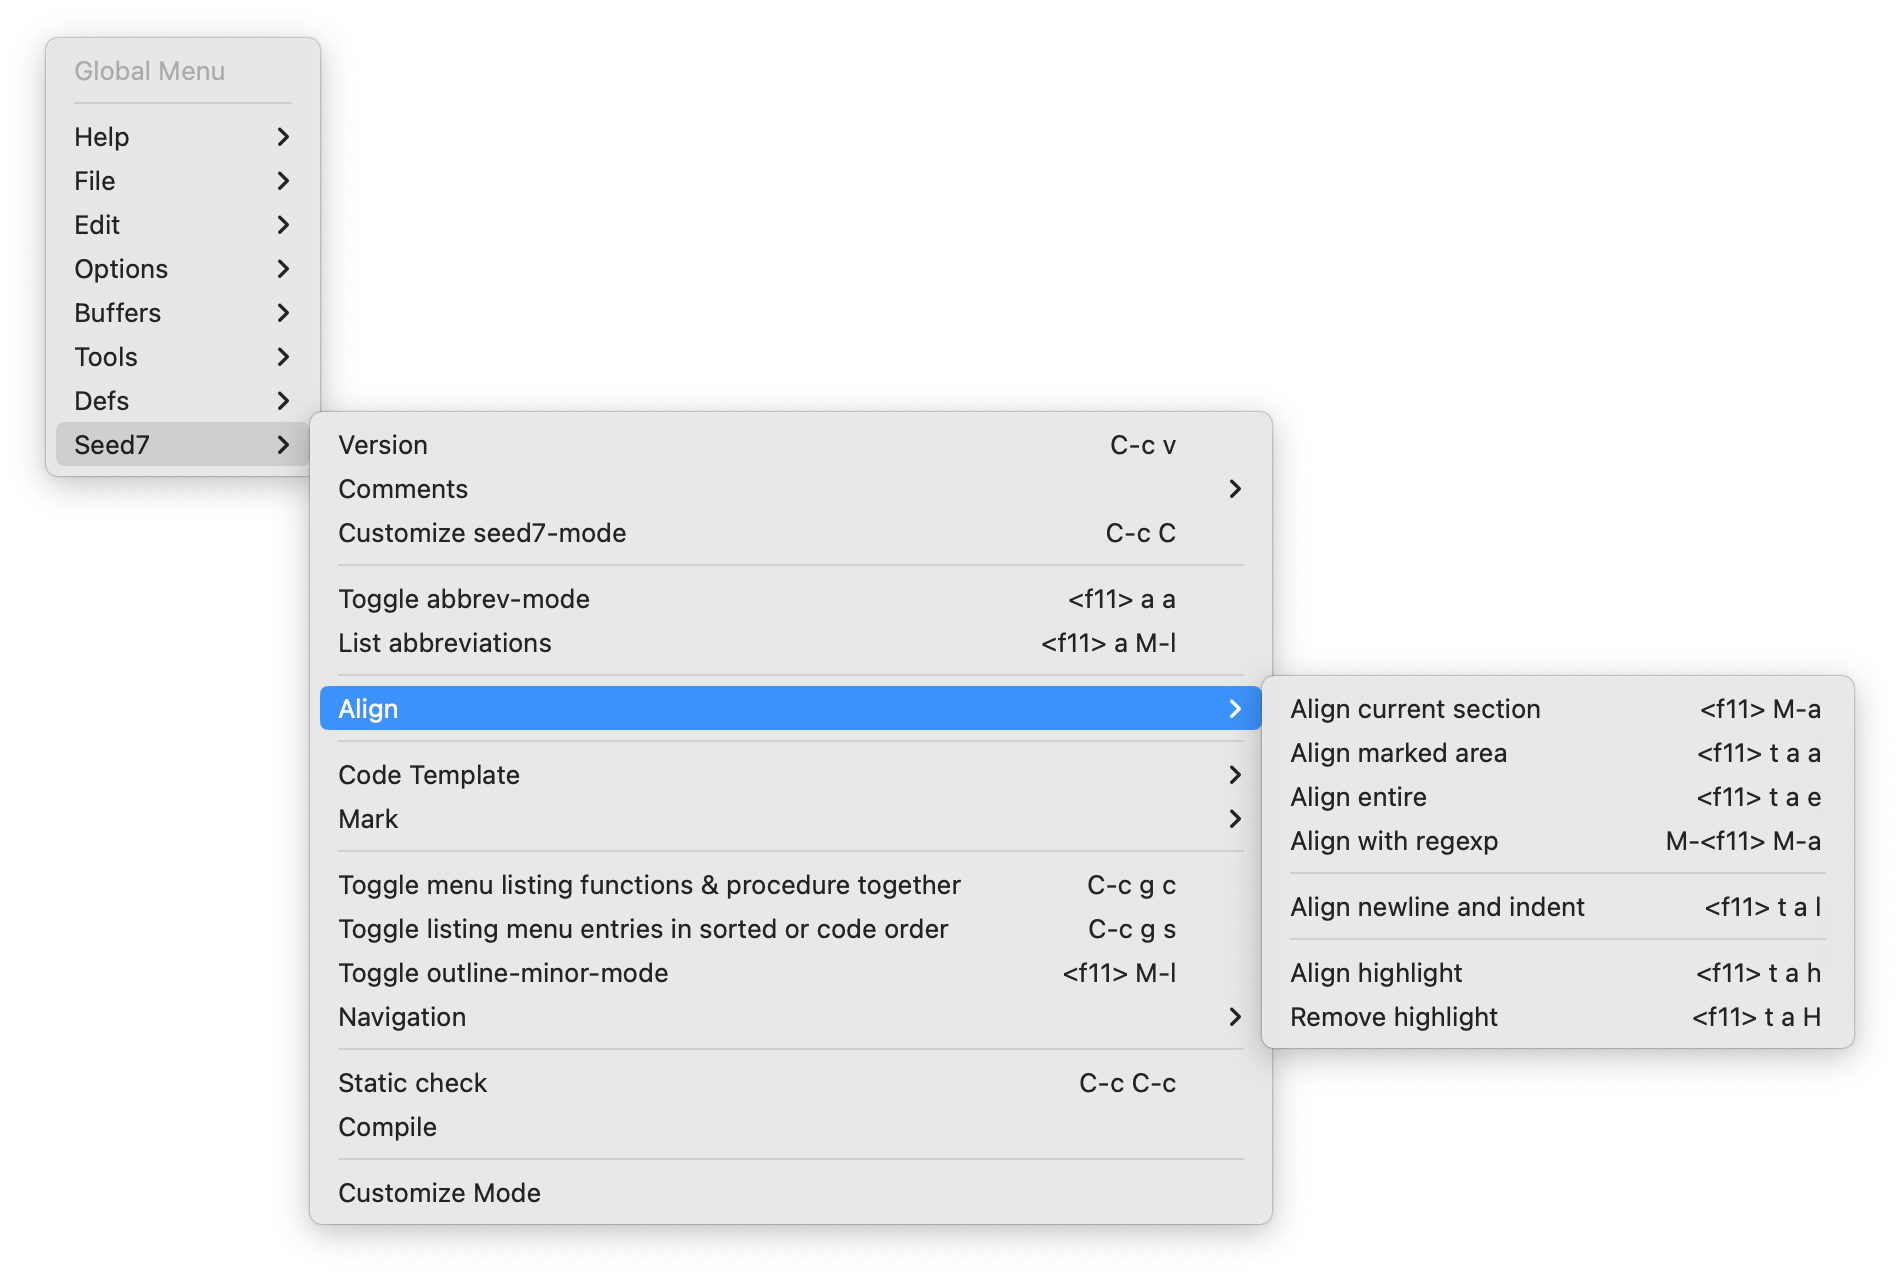 Global Menu
Help
File
Edit
Options
Buffers
Tools
Defs
Seed7
Version C-c v
Comments
Customize seed7-mode C-c C
Toggle abbrev-mode <f11> a a
List abbreviations <f11> a M-l
Align
Code Template
Mark
Toggle menu listing functions & procedure together C-c g c
Toggle listing menu entries in sorted or code order C-c g s
Toggle outline-minor-mode <f11> M-l
Navigation
Static check C-c C-c
Compile
Customize Mode
Align current section <f11> M-a
Align marked area <f11> t a a
Align entire <f11> t a e
Align with regexp M-<f11> M-a
Align newline and indent <f11> t a l
Align highlight <f11> t a h
Remove highlight <f11> t a H